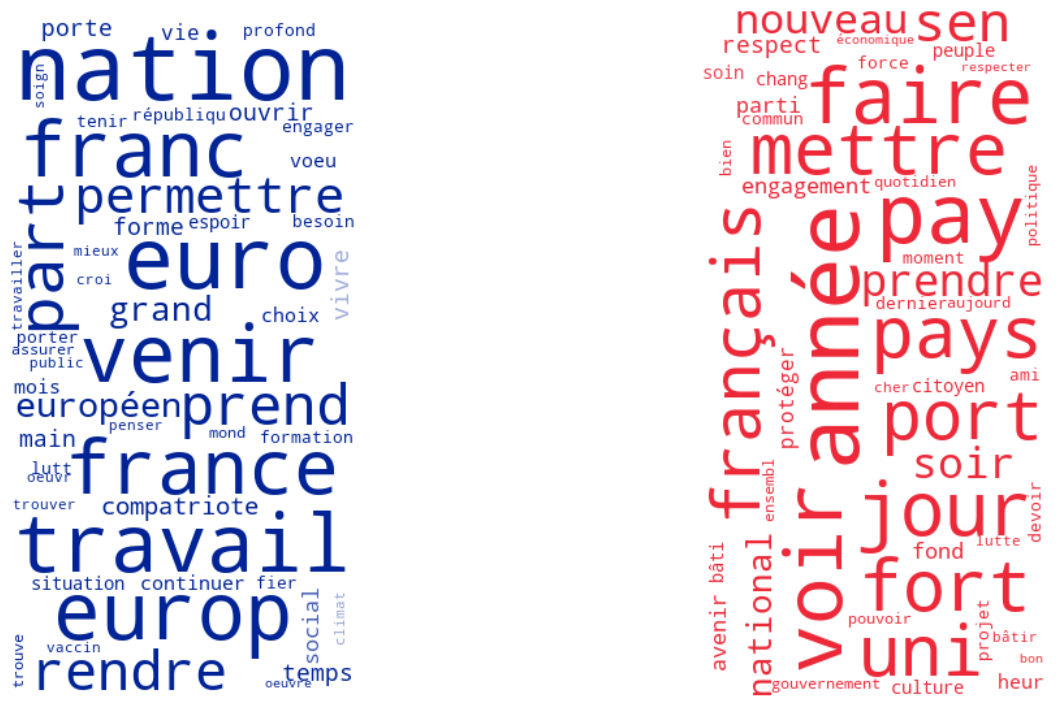 porte
vie
profond
nation
soign
tenir
républiqu
ouvrir
engager
franc
voeu
permettre
part
forme
espoir
besoin
mieux
euro
vivre
croi
travailler
grand
choix
porter
assurer
public
venir
mois
européen
prend
penser
mond
main
formation
lutt
oeuvr
france
trouver
compatriote
travail
situation
continuer
fier
europ
social
climat
vaccin
trouve
rendre
temps
oeuvre
nouveau
sen
respect
économique
peuple
force
respecter
soin
chang
faire
parti
commun
bien
mettre
engagement
quotidien
politique
pay
français
année
moment
prendre
dernier
aujourd
pays
protéger
ami
cher
citoyen
port
soir
ensembl
jour
devoir
voir
lutte
fond
bâti
avenir
national
fort
pouvoir
uni
projet
bâtir
bon
gouvernement
culture
heur